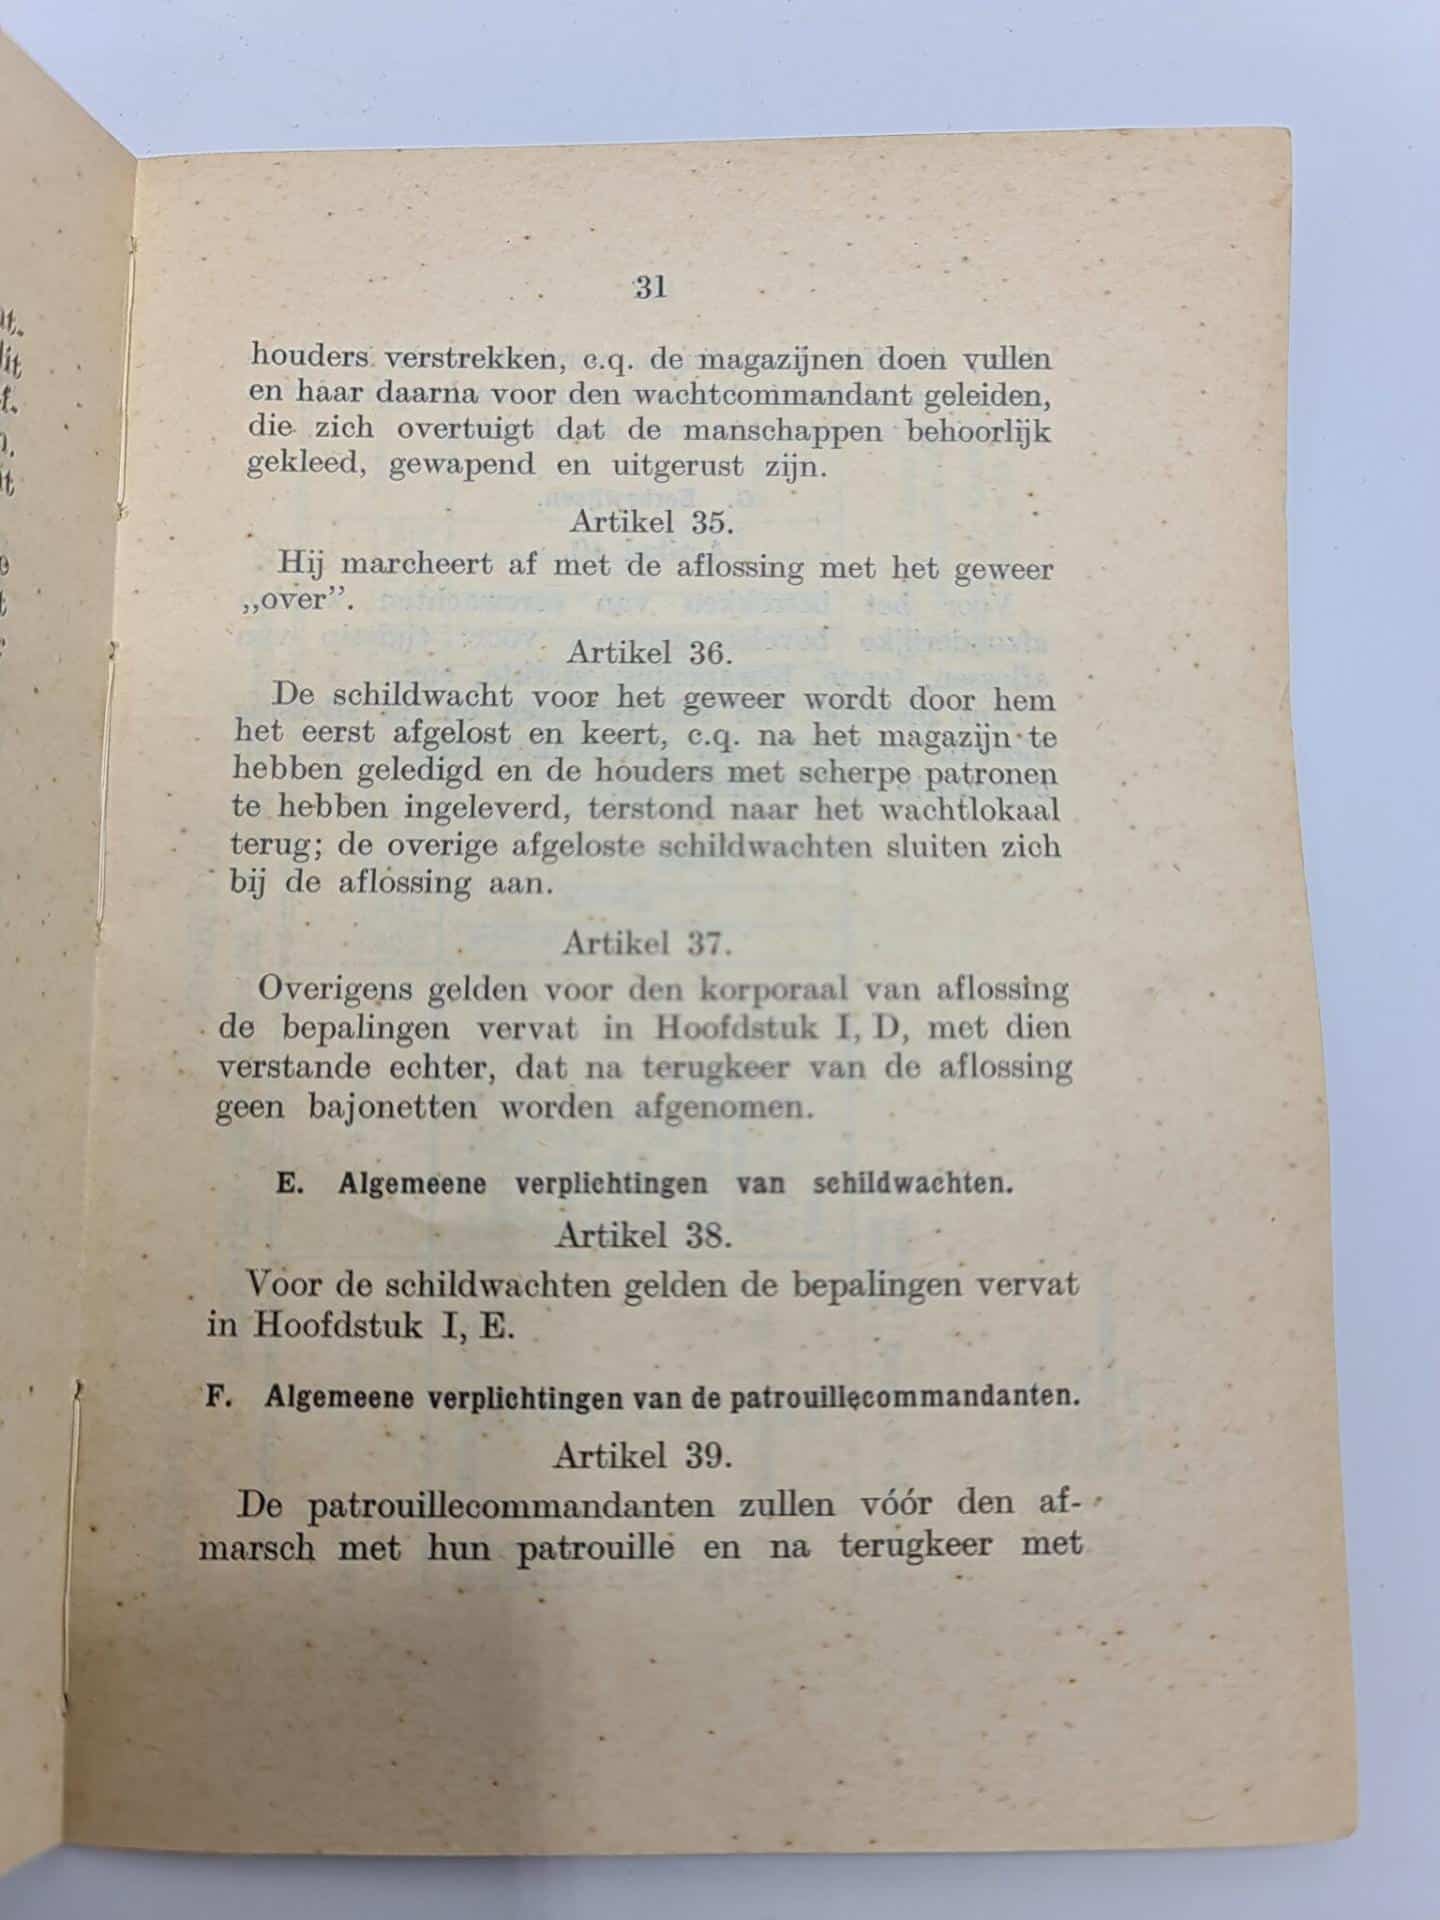 31
houders verstrekken, c.q. de magazijnen doen vullen
en haar daarna voor den wachtcommandant geleiden,
die zich overtuigt dat de manschappen behoorlijk
gekleed, gewapend en uitgerust zijn.
Artikel 35.
Hij marcheert af met de aflossing met het geweer
„over”.
Artikel 36.
De schildwacht voor het geweer wordt door hem
het eerst afgelost en keert, c.q. na het magazijn te
hebben geledigd en de houders met scherpe patronen
te hebben ingeleverd, terstond naar het wachtlokaal
terug; de overige afgeloste schildwachten sluiten zich
bij de aflossing aan.
Artikel 37.
Overigens gelden voor den korporaal van aflossing
de bepalingen vervat in Hoofdstuk I, D, met dien
verstande echter, dat na terugkeer van de aflossing
geen bajonetten worden afgenomen.
E. Algemeene verplichtingen van schildwachten.
Artikel 38.
Voor de schildwachten gelden de bepalingen vervat
in Hoofdstuk I, E.
F. Algemeene verplichtingen van de patrouillecommandanten.
Artikel 39.
De patrouillecommandanten zullen vóór den af-
marsch met hun patrouille en na terugkeer met